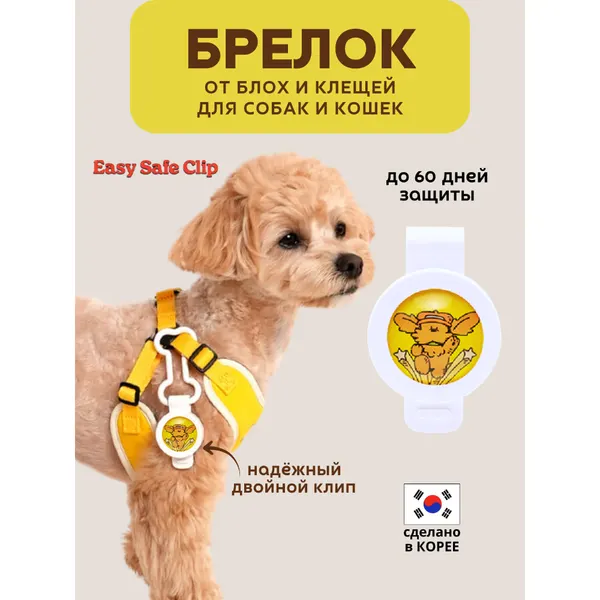 БРЕЛОК
ОТ БЛОХ И КЛЕЩЕЙ
ДЛЯ СОБАК И КОШЕК
Easy Safe Clip
до 60 дней
защиты
надёжный
двойной клип
сделано
в КОРЕЕ